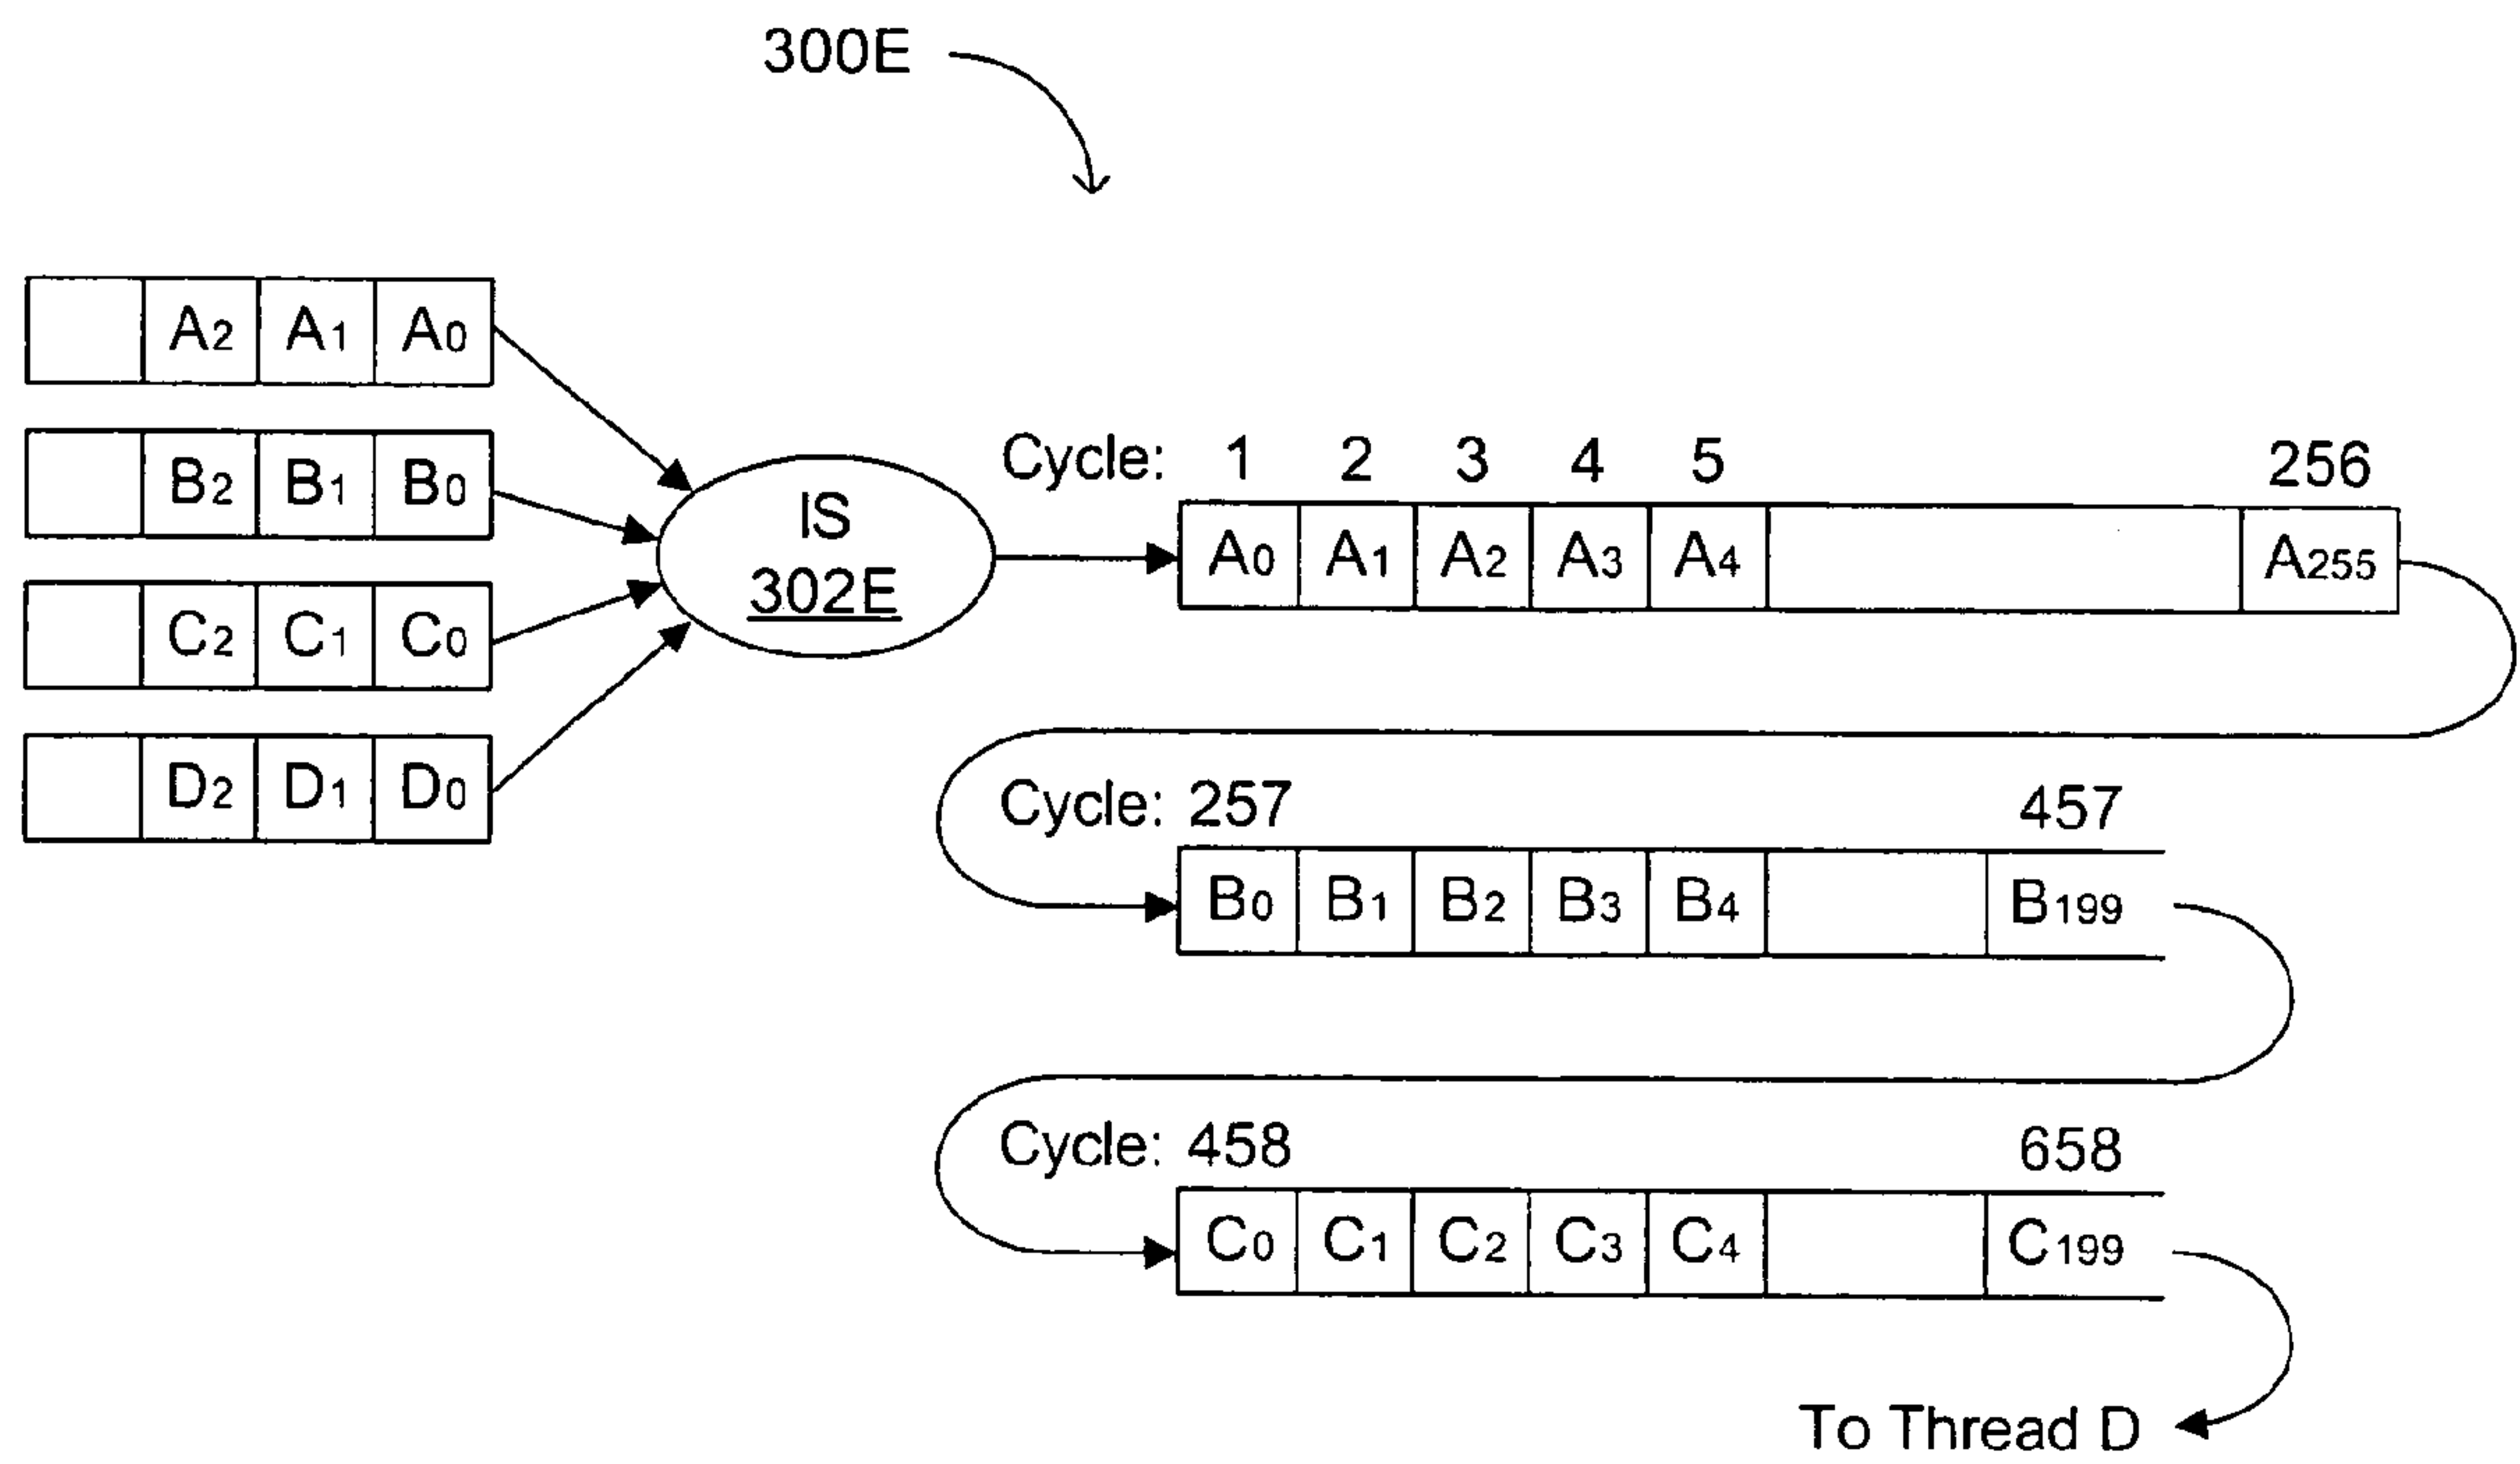 300E
A2 A1 A0
B2 B1 B0
C2 C1 C0
D2 D1 D0
IS
302E
Cycle: 1 2 3 4 5 256
A0 A1 A2 A3 A4 A255
Cycle: 257 457
B0 B1 B2 B3 B4 B199
Cycle: 458 658
C0 C1 C2 C3 C4 C199
To Thread D